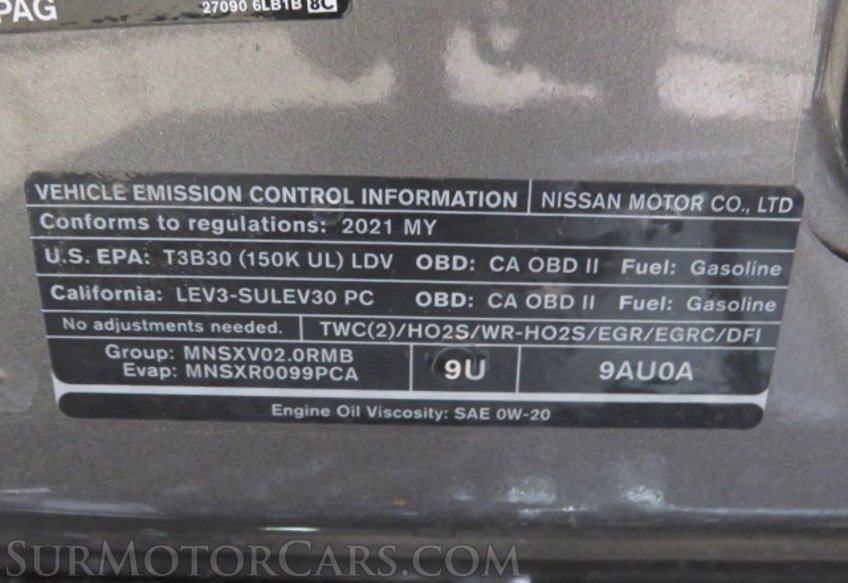 PAG
27090 6LB1B 8C
VEHICLE EMISSION CONTROL INFORMATION NISSAN MOTOR CO., LTD
Conforms to regulations: 2021 MY
U.S. EPA: T3B30 (150K UL) LDV OBD: CA OBD II Fuel: Gasoline
California: LEV3-SULEV30 PC OBD: CA OBD II Fuel: Gasoline
No adjustments needed. TWC(2)/HO2S/WR-HO2S/EGR/EGRC/DFI
Group: MNSXV02.0RMB
Evap: MNSXR0099PCA
9U
9AU0A
Engine Oil Viscosity: SAE 0W-20
SURMOTORCARS.COM